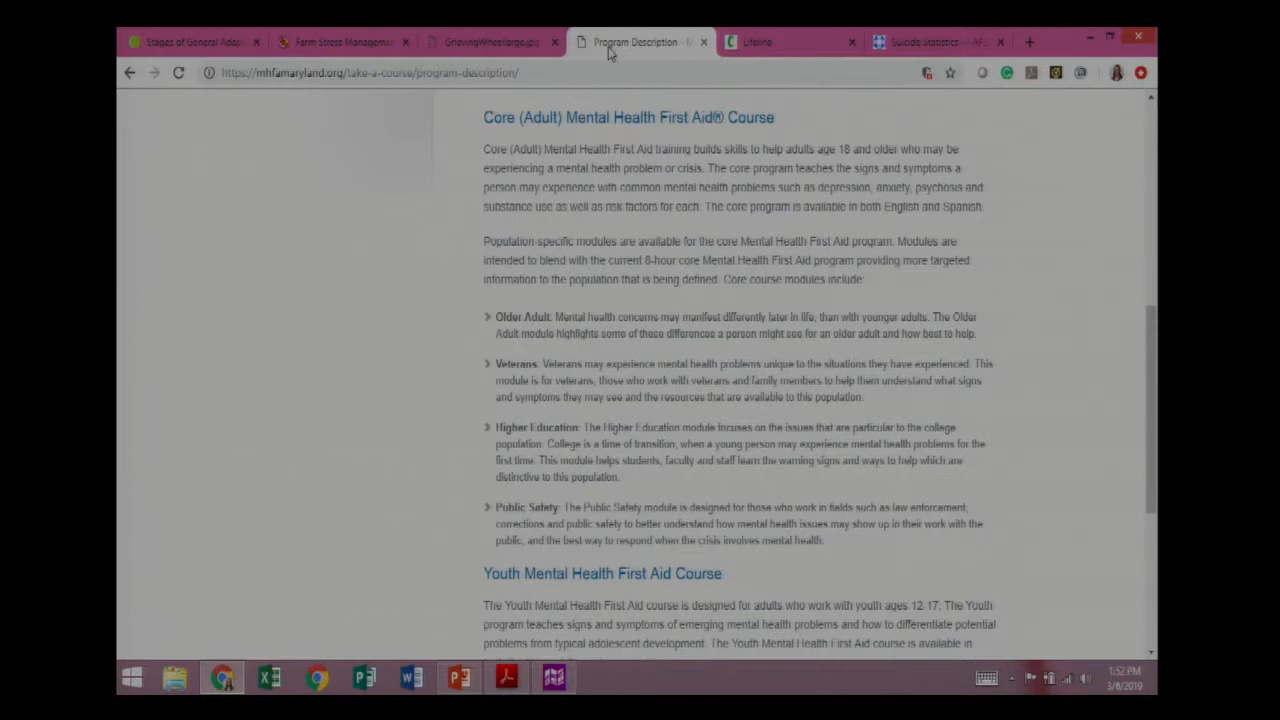 Stages of General Adap
Farm Stress Managemen
GrievingWheellarge.jpg
Program Description - M
Lifeline
Suicide Statistics — AFS
https://mhfamaryland.org/take-a-course/program-description/
Core (Adult) Mental Health First Aid® Course
Core (Adult) Mental Health First Aid training builds skills to help adults age 18 and older who may be
experiencing a mental health problem or crisis. The core program teaches the signs and symptoms a
person may experience with common mental health problems such as depression, anxiety, psychosis and
substance use as well as risk factors for each. The core program is available in both English and Spanish.
Population-specific modules are available for the core Mental Health First Aid program. Modules are
intended to blend with the current 8-hour core Mental Health First Aid program providing more targeted
information to the population that is being defined. Core course modules include:
Older Adult: Mental health concerns may manifest differently later in life, than with younger adults. The Older
Adult module highlights some of these differences a person might see for an older adult and how best to help.
Veterans: Veterans may experience mental health problems unique to the situations they have experienced. This
module is for veterans, those who work with veterans and family members to help them understand what signs
and symptoms they may see and the resources that are available to this population.
Higher Education: The Higher Education module focuses on the issues that are particular to the college
population. College is a time of transition, when a young person may experience mental health problems for the
first time. This module helps students, faculty and staff learn the warning signs and ways to help which are
distinctive to this population.
Public Safety: The Public Safety module is designed for those who work in fields such as law enforcement,
corrections and public safety to better understand how mental health issues may show up in their work with the
public, and the best way to respond when the crisis involves mental health.
Youth Mental Health First Aid Course
The Youth Mental Health First Aid course is designed for adults who work with youth ages 12-17. The Youth
program teaches signs and symptoms of emerging mental health problems and how to differentiate potential
problems from typical adolescent development. The Youth Mental Health First Aid course is available in
1:52 PM
3/6/2019